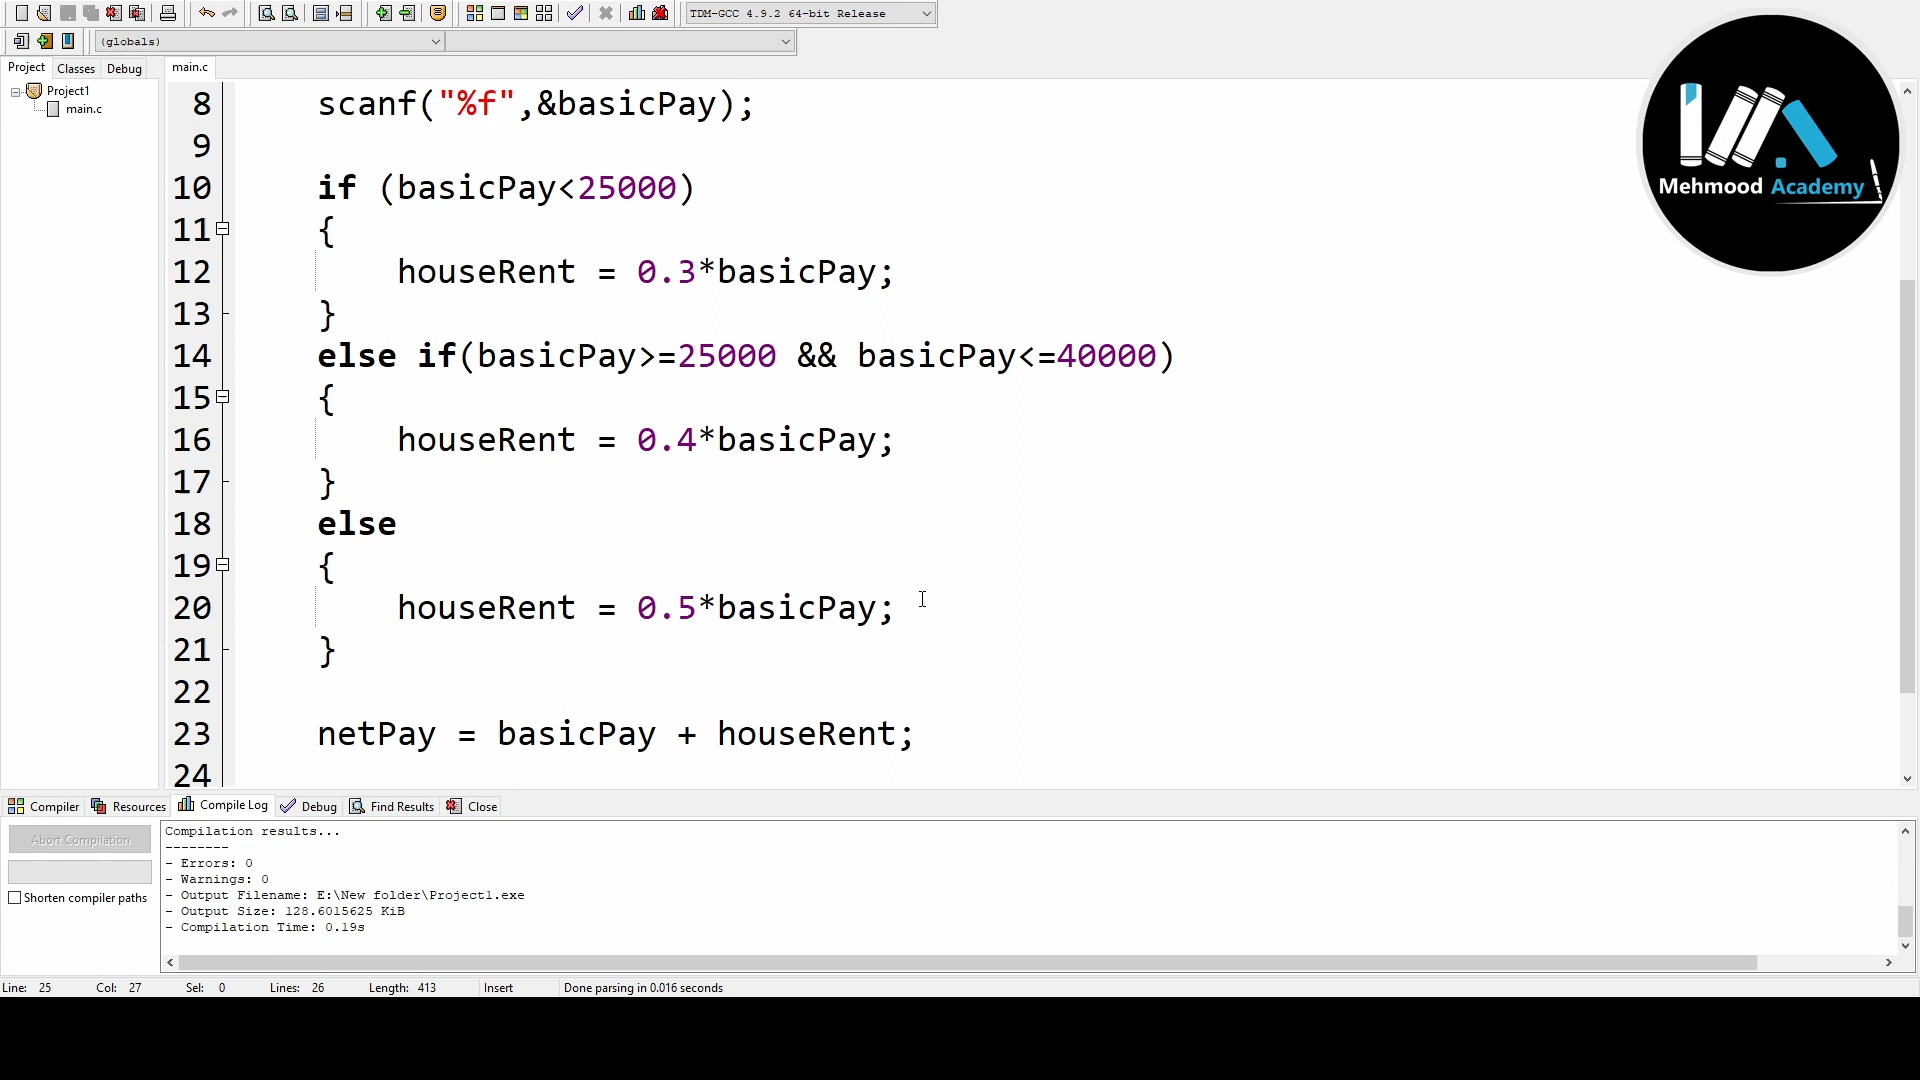 TDM-GCC 4.9.2 64-bit Release
(globals)
Project Classes Debug
main.c
Project1
main.c
Mehmood Academy
8 scanf("%f",&basicPay);
9
10 if (basicPay<25000)
11 {
12 houseRent = 0.3*basicPay;
13 }
14 else if(basicPay>=25000 && basicPay<=40000)
15 {
16 houseRent = 0.4*basicPay;
17 }
18 else
19 {
20 houseRent = 0.5*basicPay;
21 }
22
23 netPay = basicPay + houseRent;
24
Compiler Resources Compile Log Debug Find Results Close
Abort Compilation
Shorten compiler paths
Compilation results...
--------
- Errors: 0
- Warnings: 0
- Output Filename: E:\New folder\Project1.exe
- Output Size: 128.6015625 KiB
- Compilation Time: 0.19s
Line: 25 Col: 27 Sel: 0 Lines: 26 Length: 413 Insert Done parsing in 0.016 seconds